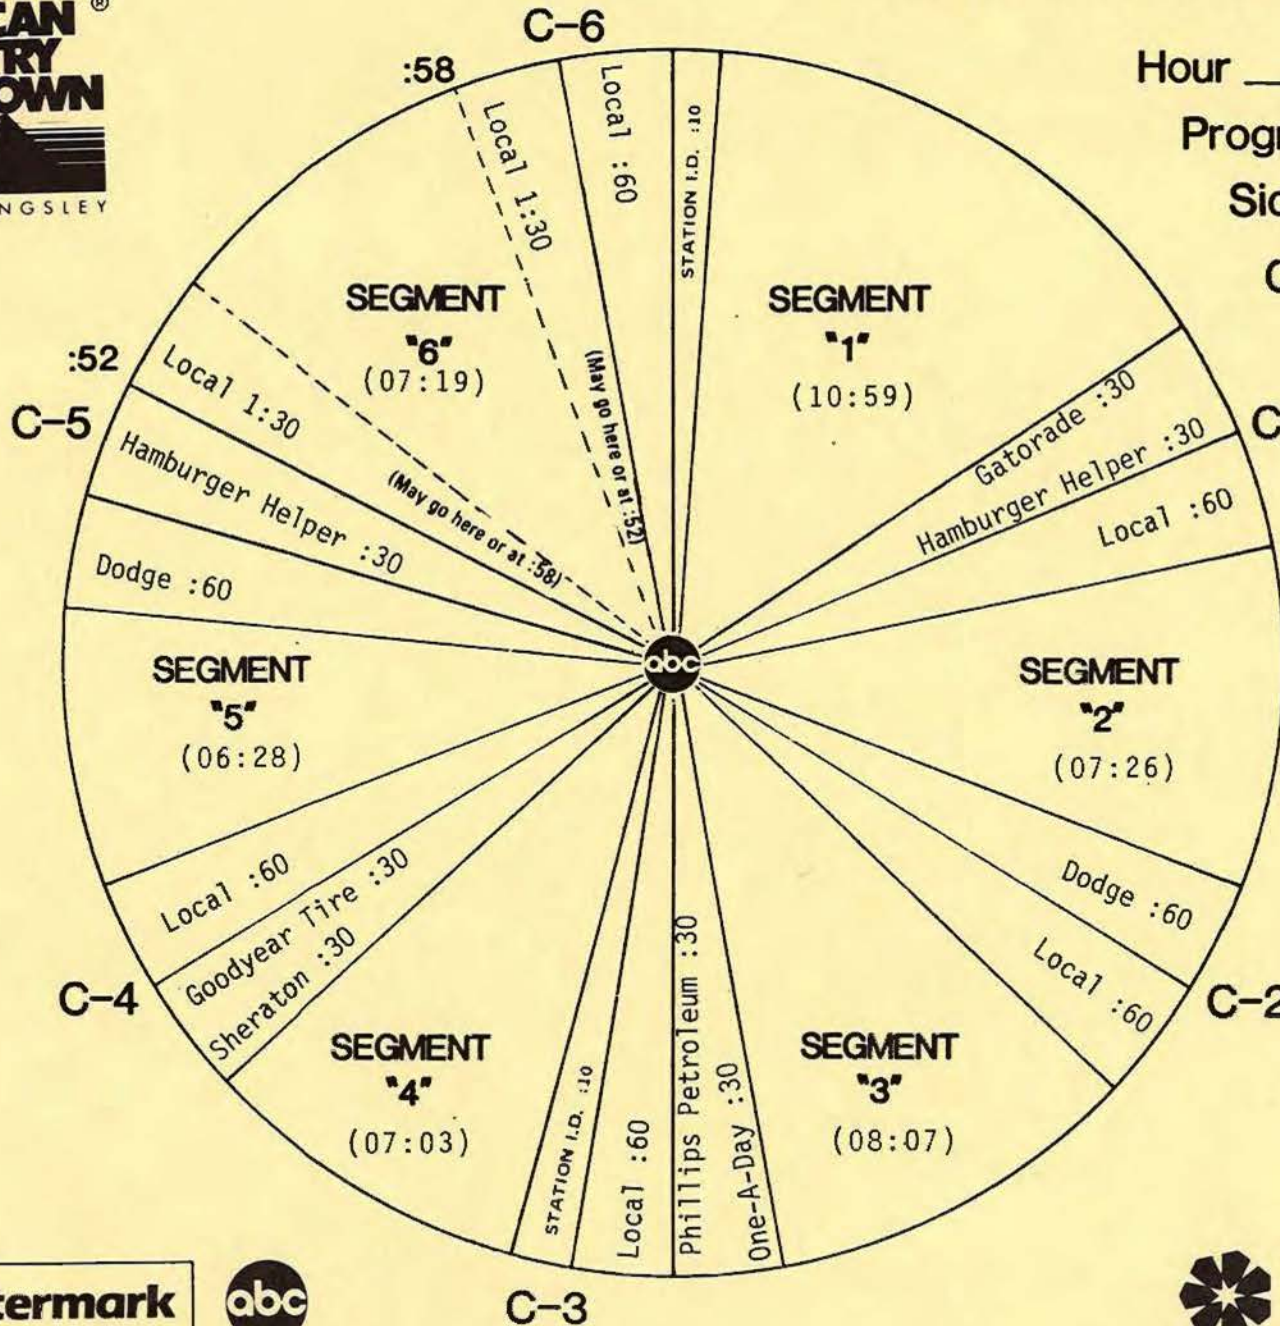 C-6
:58
Hour
NGSLEY
Local 1:30
Local :60
STATION I.D. :10
SEGMENT
"6"
(07:19)
(May go here or at :52)
SEGMENT
"1"
(10:59)
Gatorade :30
Hamburger Helper :30
Local :60
:52
C-5
Local 1:30
(May go here or at :58)
Hamburger Helper :30
Dodge :60
abc
SEGMENT
"5"
(06:28)
SEGMENT
"2"
(07:26)
Dodge :60
Local :60
C-2
Local :60
Goodyear Tire :30
Sheraton :30
C-4
SEGMENT
"4"
(07:03)
STATION I.D. :10
Local :60
Phillips Petroleum :30
One-A-Day :30
SEGMENT
"3"
(08:07)
C-3
termark
abc